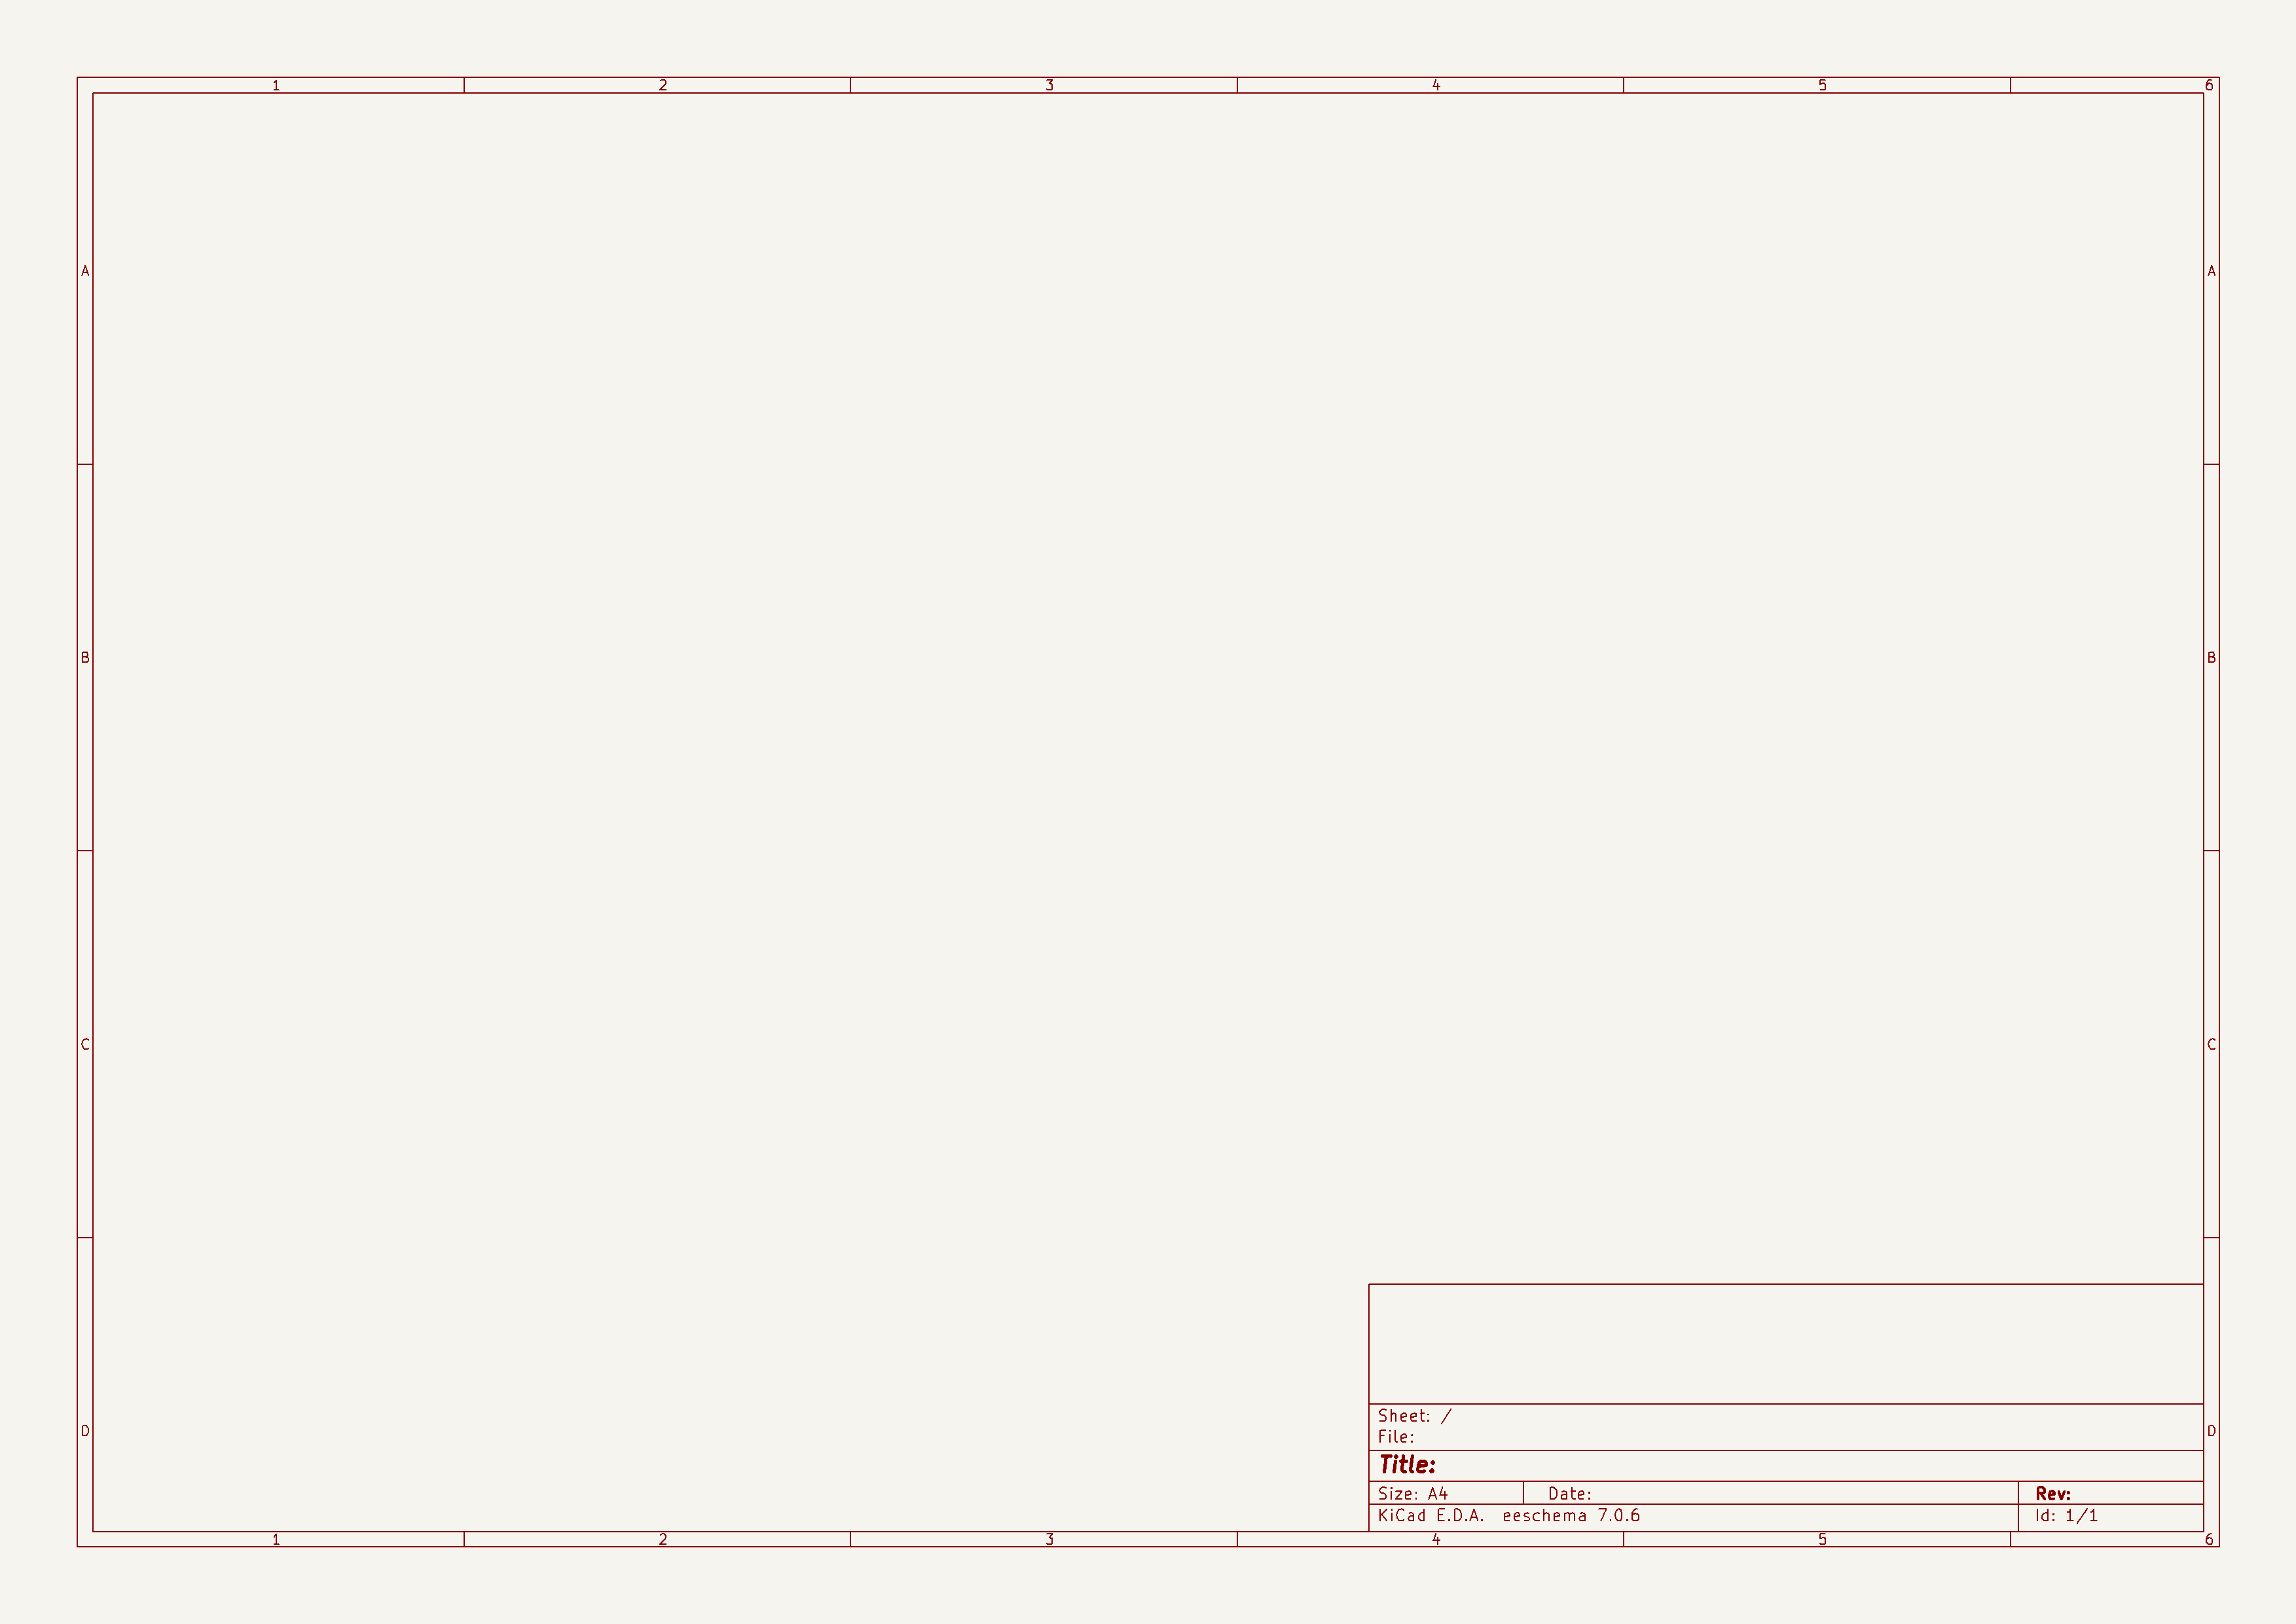 1 2 3 4 5 6
A A
B B
C C
D D
Sheet: /
File:
Title:
Size: A4 Date: Rev:
KiCad E.D.A. eeschema 7.0.6 Id: 1/1
1 2 3 4 5 6